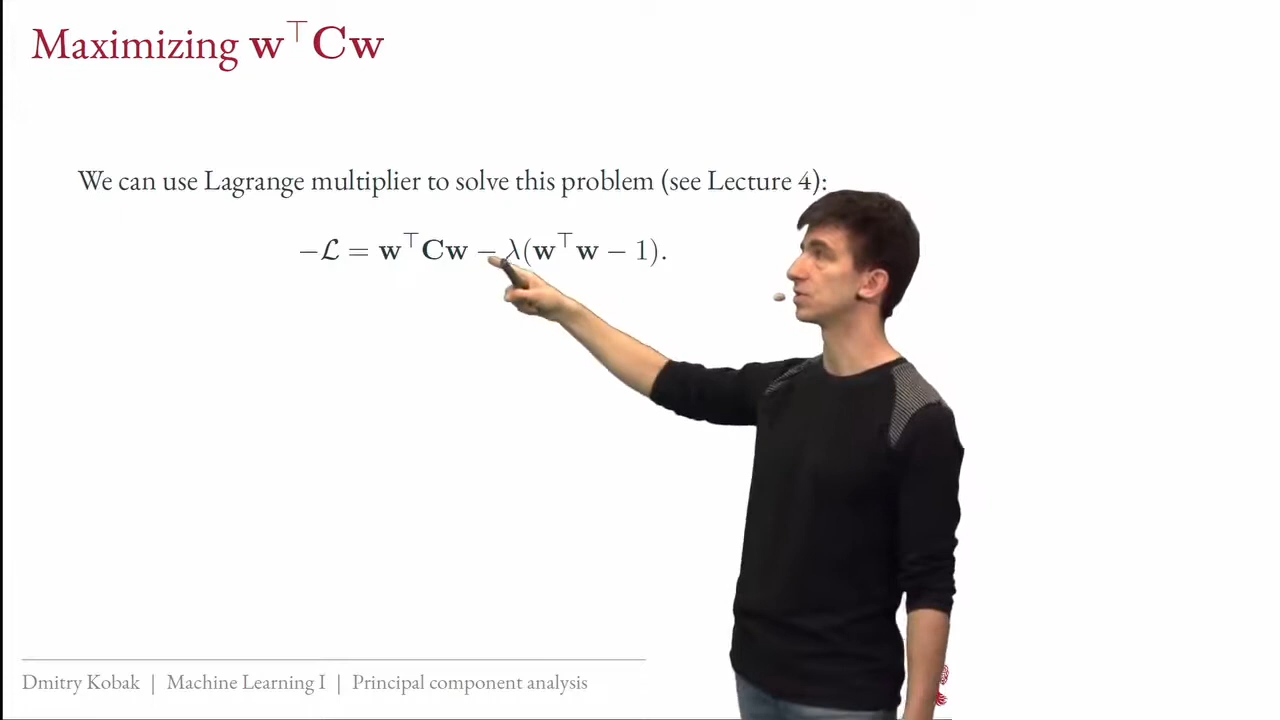 Maximizing w⊤Cw
We can use Lagrange multiplier to solve this problem (see Lecture 4):
−ℒ = w⊤Cw − λ(w⊤w − 1).
Dmitry Kobak | Machine Learning I | Principal component analysis